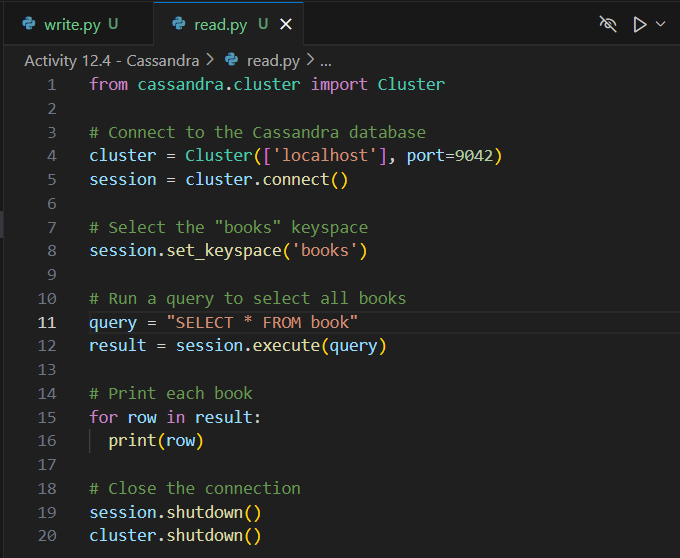 write.py U
read.py U
Activity 12.4 - Cassandra > read.py > ...
1 from cassandra.cluster import Cluster
2
3 # Connect to the Cassandra database
4 cluster = Cluster(['localhost'], port=9042)
5 session = cluster.connect()
6
7 # Select the "books" keyspace
8 session.set_keyspace('books')
9
10 # Run a query to select all books
11 query = "SELECT * FROM book"
12 result = session.execute(query)
13
14 # Print each book
15 for row in result:
16   print(row)
17
18 # Close the connection
19 session.shutdown()
20 cluster.shutdown()